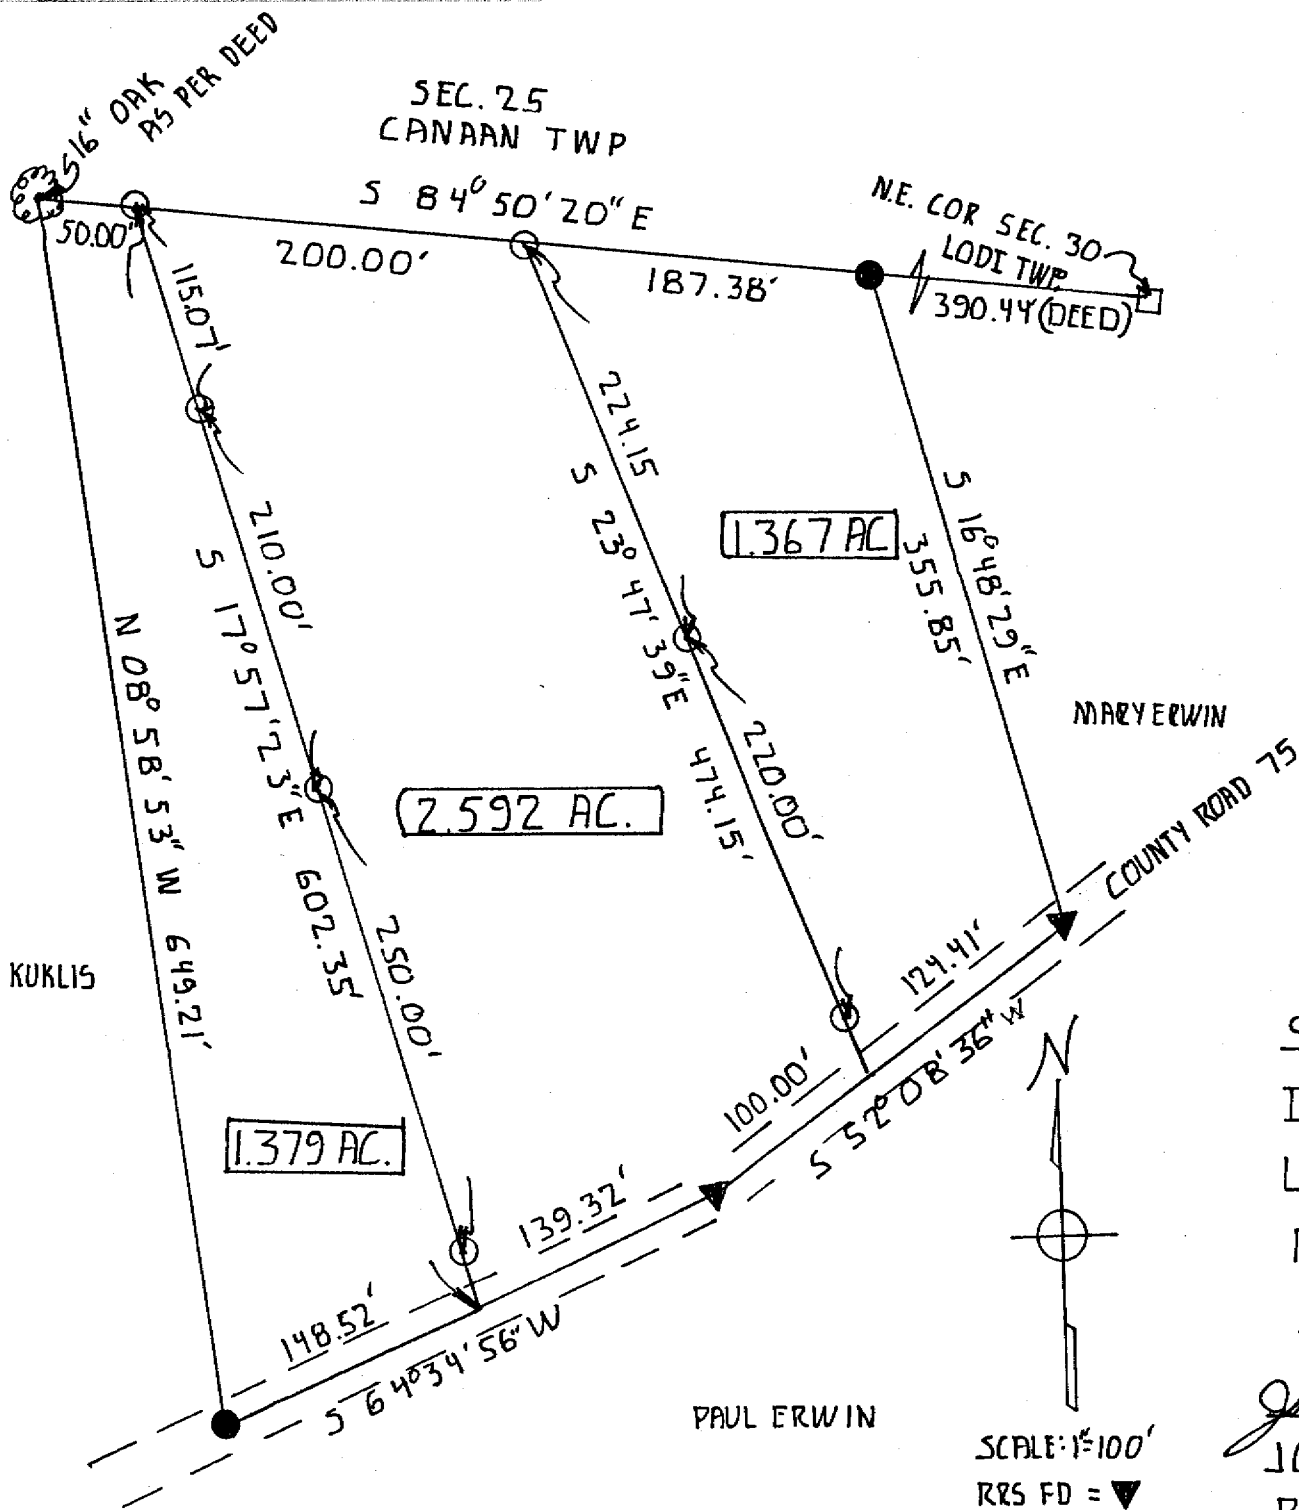 16" OAK
AS PER DEED
SEC. 25
CANAAN TWP
S 84° 50' 20" E
50.00'
200.00'
187.38'
N.E. COR SEC. 30
LODI TWP.
390.44'(DEED)
115.07'
210.00'
S 17° 57' 23" E 602.35'
250.00'
224.15
S 23° 47' 39" E 474.15'
220.00'
1.367 AC
S 16° 48' 29" E
355.85'
N 08° 58' 53" W 649.21'
2.592 AC.
MARY ERWIN
COUNTY ROAD 75
KUKLIS
1.379 AC.
124.41'
100.00'
S 52° 08' 36" W
139.32'
148.52'
S 64° 34' 56" W
N
PAUL ERWIN
SCALE: 1"=100'
RRS FD = ▼